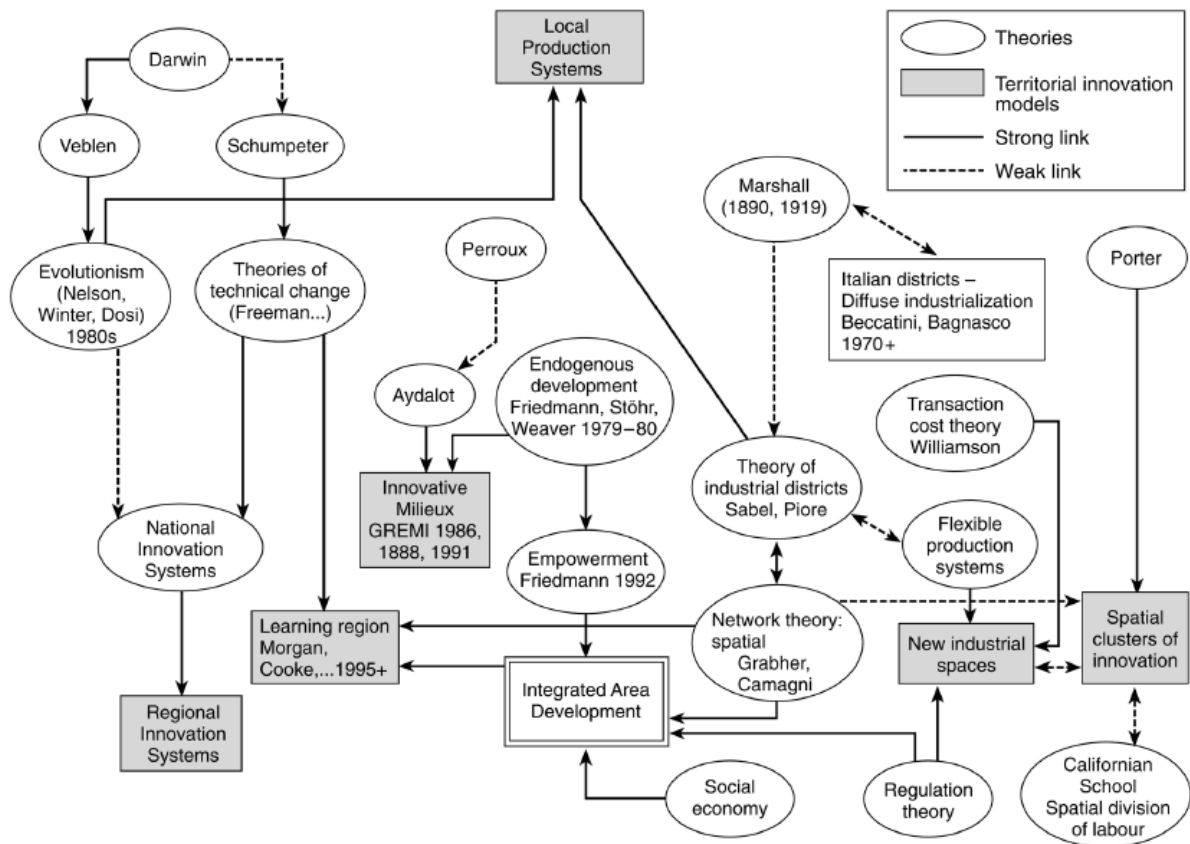 Darwin
Local
Production
Systems
Theories
Territorial innovation
models
Strong link
Weak link
Veblen
Schumpeter
Marshall
(1890, 1919)
Perroux
Porter
Evolutionism
(Nelson,
Winter, Dosi)
1980s
Theories of
technical change
(Freeman...)
Italian districts –
Diffuse industrialization
Beccatini, Bagnasco
1970+
Aydalot
Endogenous
development
Friedmann, Stöhr,
Weaver 1979–80
Transaction
cost theory
Williamson
Theory of
industrial districts
Sabel, Piore
Innovative
Milieux
GREMI 1986,
1888, 1991
National
Innovation
Systems
Flexible
production
systems
Empowerment
Friedmann 1992
Learning region
Morgan,
Cooke,...1995+
Network theory:
spatial
Grabher,
Camagni
New industrial
spaces
Spatial
clusters of
innovation
Integrated Area
Development
Regional
Innovation
Systems
Social
economy
Regulation
theory
Californian
School
Spatial division
of labour